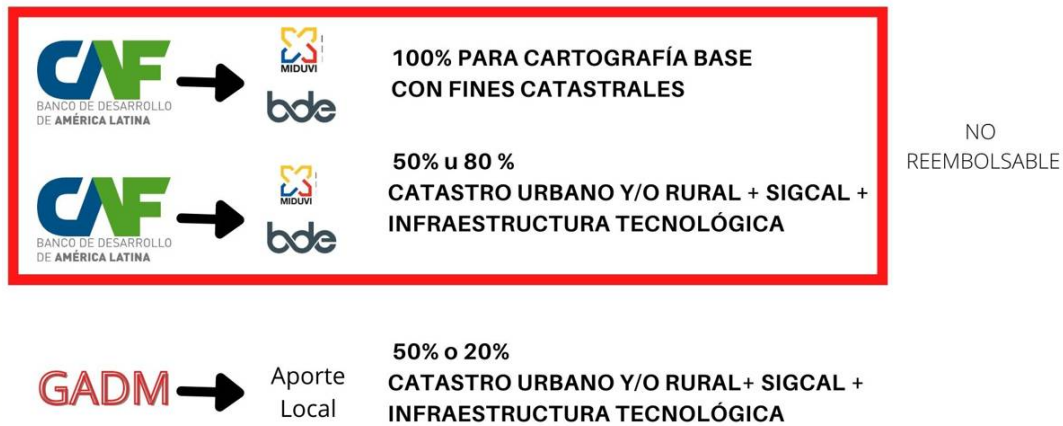 CAF
BANCO DE DESARROLLO
DE AMÉRICA LATINA
MIDUVI
bde
100% PARA CARTOGRAFÍA BASE
CON FINES CATASTRALES
CAF
BANCO DE DESARROLLO
DE AMÉRICA LATINA
MIDUVI
bde
50% u 80 %
CATASTRO URBANO Y/O RURAL + SIGCAL +
INFRAESTRUCTURA TECNOLÓGICA
NO
REEMBOLSABLE
GADM
Aporte
Local
50% o 20%
CATASTRO URBANO Y/O RURAL+ SIGCAL +
INFRAESTRUCTURA TECNOLÓGICA